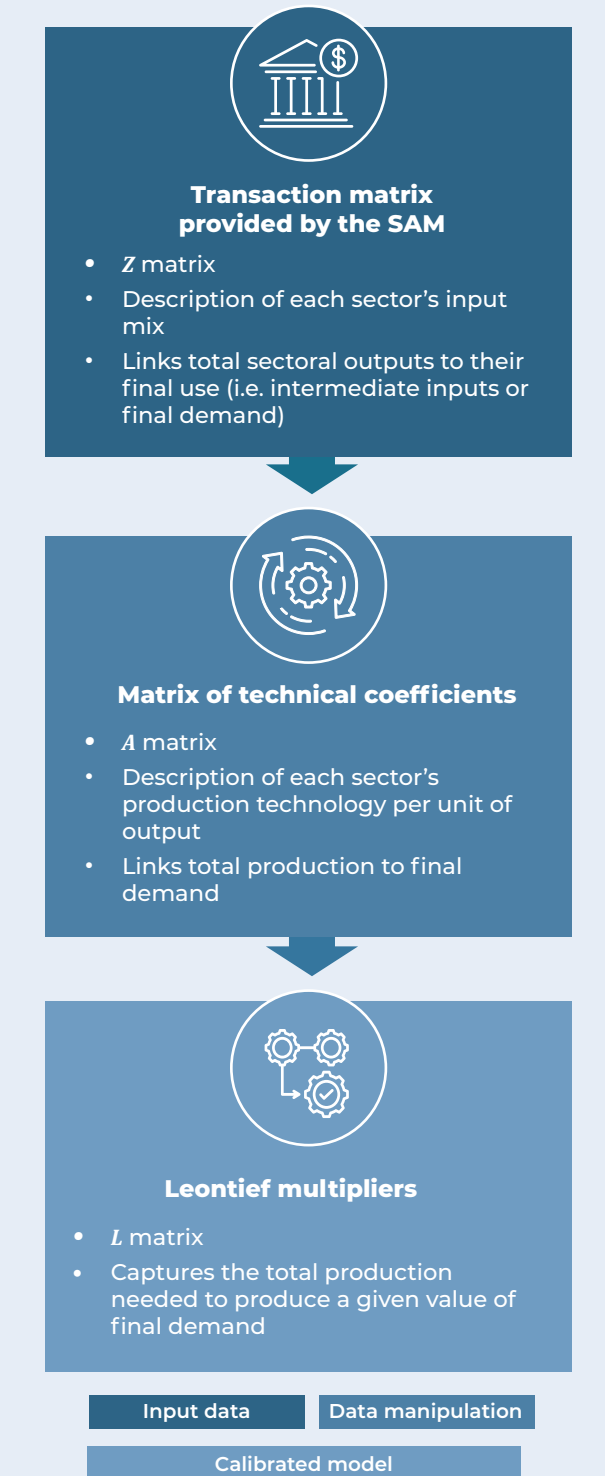 $
Transaction matrix
provided by the SAM
• Z matrix
• Description of each sector's input
mix
• Links total sectoral outputs to their
final use (i.e. intermediate inputs or
final demand)
Matrix of technical coefficients
• A matrix
• Description of each sector's
production technology per unit of
output
• Links total production to final
demand
Leontief multipliers
• L matrix
• Captures the total production
needed to produce a given value of
final demand
Input data
Data manipulation
Calibrated model